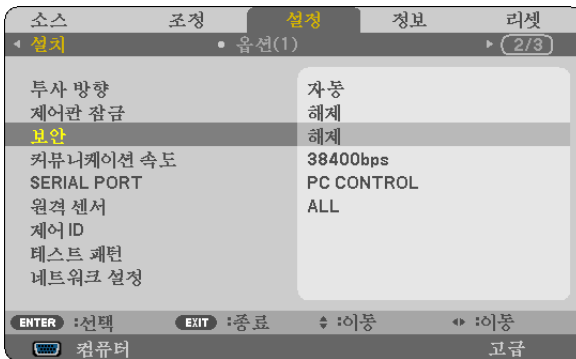 소스 조정 설정 정보 리셋
설치 옵션(1) 2/3
투사 방향 자동
제어판 잠금 해제
보안 해제
커뮤니케이션 속도 38400bps
SERIAL PORT PC CONTROL
원격 센서 ALL
제어 ID
테스트 패턴
네트워크 설정
ENTER :선택 EXIT :종료 :이동 :이동
컴퓨터 고급